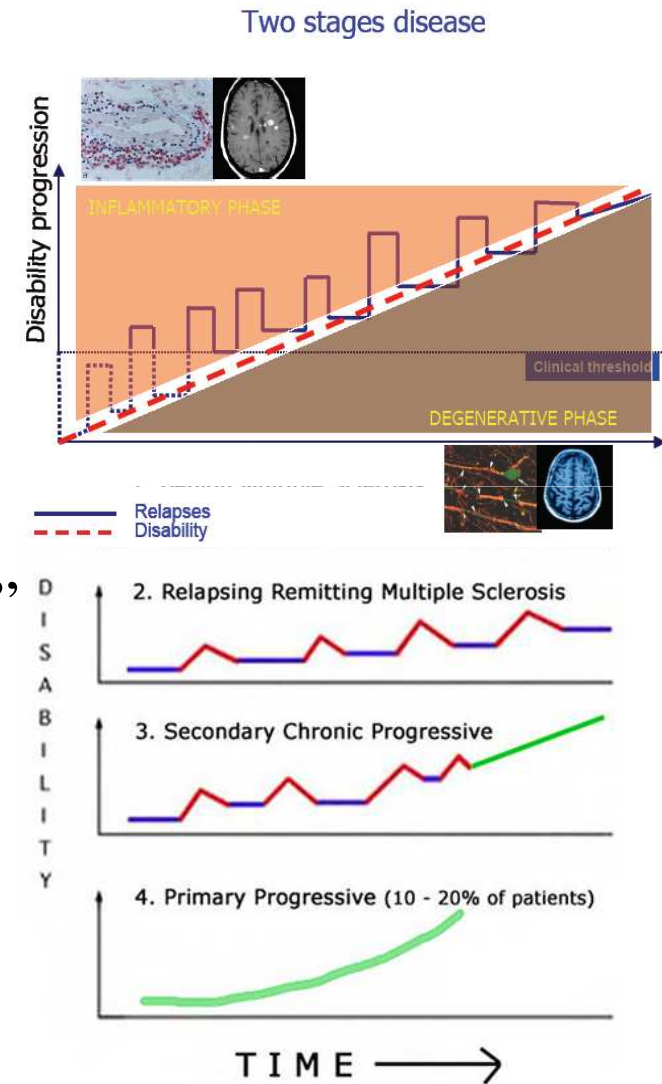 Two stages disease
Disability progression
INFLAMMATORY PHASE
Clinical threshold
DEGENERATIVE PHASE
Relapses
Disability
”
DISABILITY
2. Relapsing Remitting Multiple Sclerosis
3. Secondary Chronic Progressive
4. Primary Progressive (10 - 20% of patients)
TIME